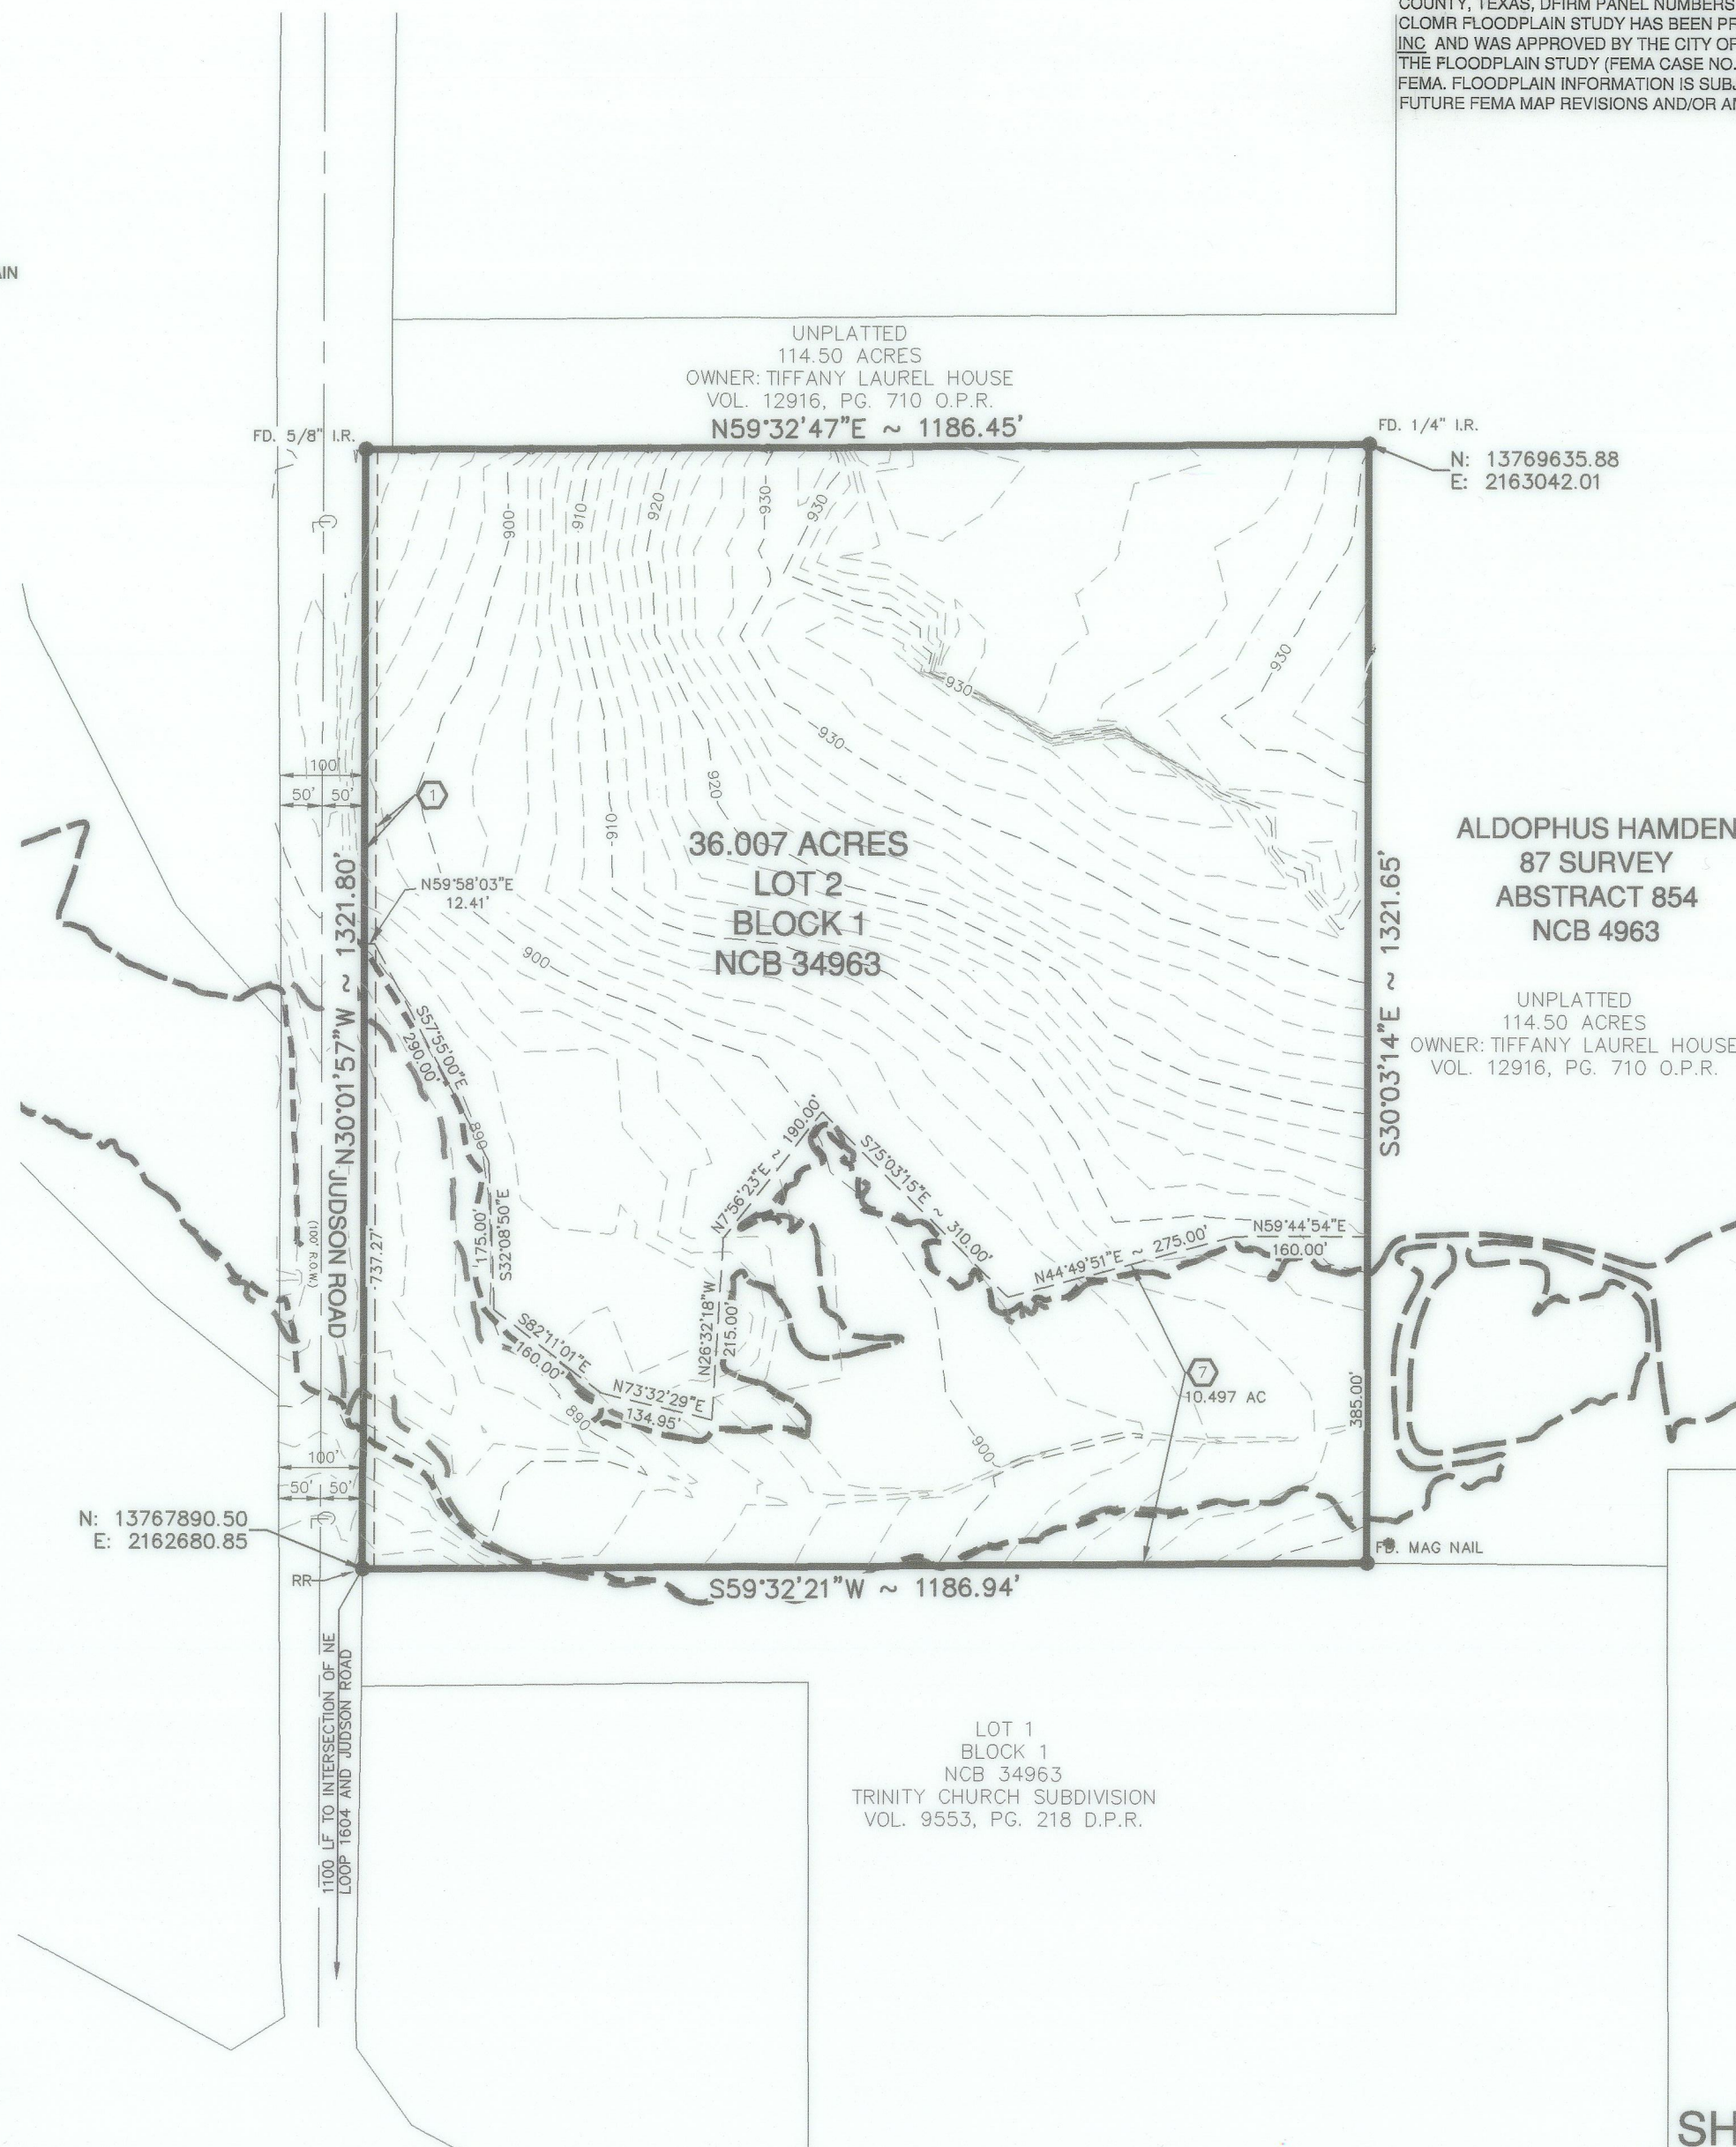 COUNTY, TEXAS, DFIRM PANEL NUMBERS
CLOMR FLOODPLAIN STUDY HAS BEEN
INC AND WAS APPROVED BY THE CITY OF
THE FLOODPLAIN STUDY (FEMA CASE NO.
FEMA. FLOODPLAIN INFORMATION IS
FUTURE FEMA MAP REVISIONS AND/OR
UNPLATTED
114.50 ACRES
OWNER: TIFFANY LAUREL HOUSE
VOL. 12916, PG. 710 O.P.R.
N59°32'47"E ~ 1186.45'
FD. 5/8" I.R.
FD. 1/4" I.R.
N: 13769635.88
E: 2163042.01
900
910
920
930
930
930
930
930
920
910
100'
50' 50'
1
N59°58'03"E
12.41'
36.007 ACRES
LOT 2
BLOCK 1
NCB 34963
ALDOPHUS HAMDEN
87 SURVEY
ABSTRACT 854
NCB 4963
UNPLATTED
114.50 ACRES
OWNER: TIFFANY LAUREL HOUSE
VOL. 12916, PG. 710 O.P.R.
N30°01'57"W ~ 1321.80'
S30°03'14"E ~ 1321.65'
900
S57°55'00"E
290.00'
890
175.00'
S32°08'50"E
JUDSON ROAD
(100' R.O.W.)
737.27'
N7°56'23"E ~ 190.00'
S75°03'15"E ~ 310.00'
N44°49'51"E ~ 275.00'
N59°44'54"E
160.00'
S82°11'01"E
160.00'
N26°32'18"W
215.00'
N73°32'29"E
134.95'
890
900
7
10.497 AC
385.00'
100'
50' 50'
N: 13767890.50
E: 2162680.85
RR
FD. MAG NAIL
S59°32'21"W ~ 1186.94'
1100 LF TO INTERSECTION OF NE
LOOP 1604 AND JUDSON ROAD
LOT 1
BLOCK 1
NCB 34963
TRINITY CHURCH SUBDIVISION
VOL. 9553, PG. 218 D.P.R.